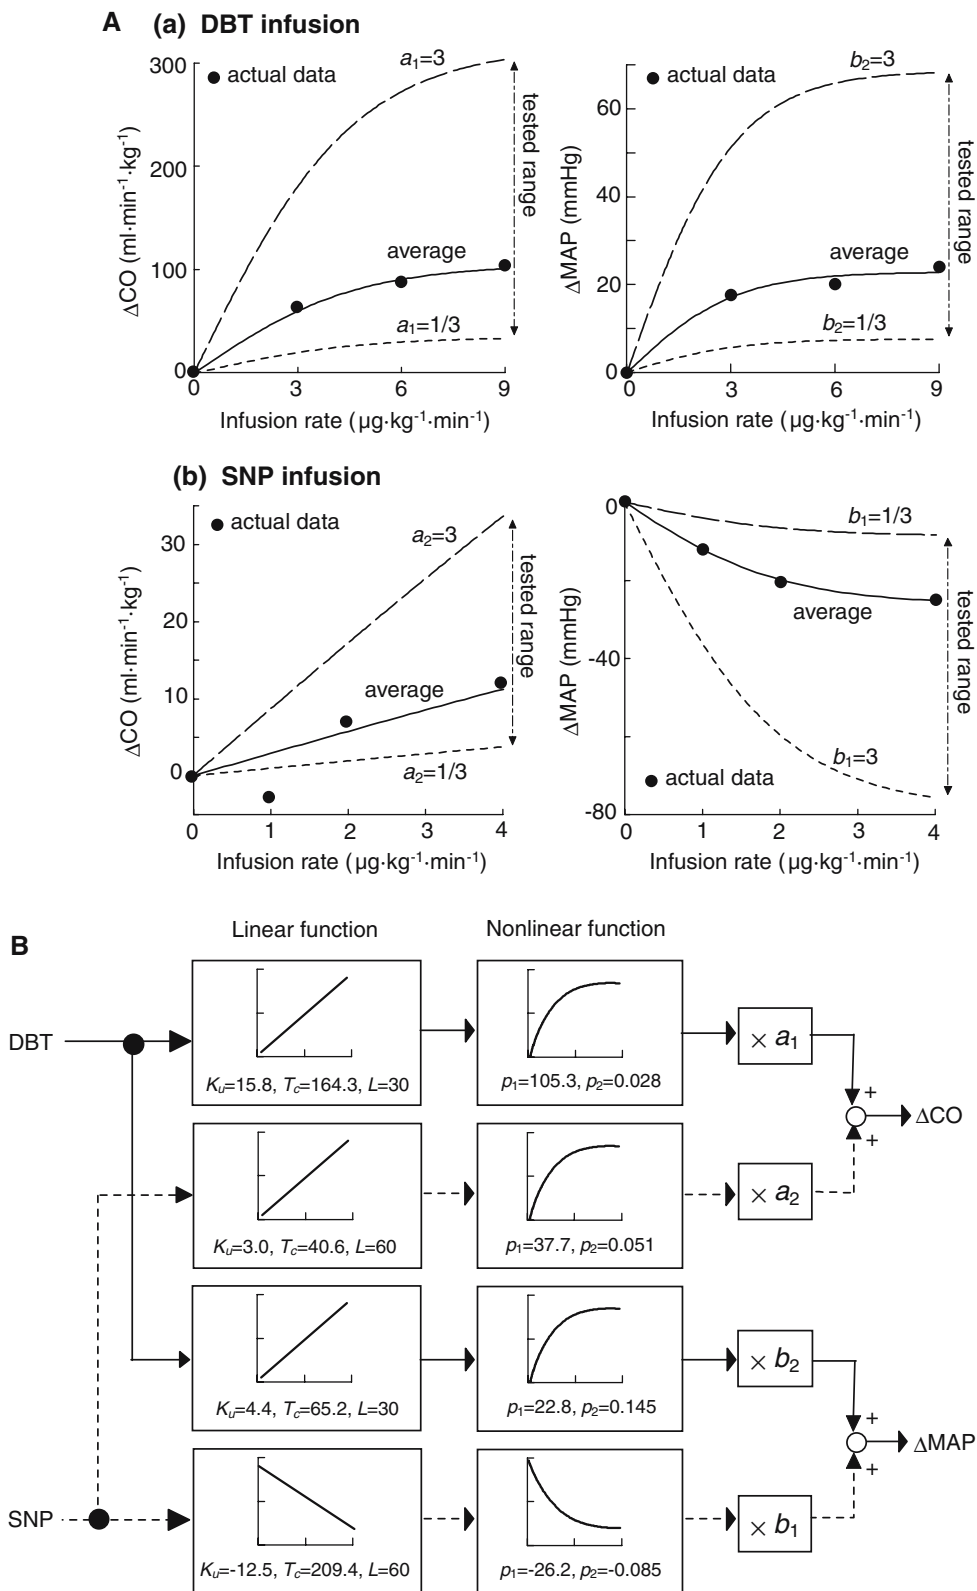 A (a) DBT infusion
ΔCO (ml·min⁻¹·kg⁻¹)
300
200
100
0
actual data
a₁=3
average
a₁=1/3
tested range
0 3 6 9
Infusion rate (µg·kg⁻¹·min⁻¹)
ΔMAP (mmHg)
60
40
20
0
actual data
b₂=3
average
b₂=1/3
tested range
0 3 6 9
Infusion rate (µg·kg⁻¹·min⁻¹)
(b) SNP infusion
ΔCO (ml·min⁻¹·kg⁻¹)
30
20
10
0
actual data
a₂=3
average
a₂=1/3
tested range
0 1 2 3 4
Infusion rate (µg·kg⁻¹·min⁻¹)
ΔMAP (mmHg)
0
-40
-80
b₁=1/3
average
b₁=3
actual data
tested range
0 1 2 3 4
Infusion rate (µg·kg⁻¹·min⁻¹)
B
Linear function Nonlinear function
DBT
Kᵤ=15.8, T꜀=164.3, L=30
p₁=105.3, p₂=0.028
× a₁
+
ΔCO
+
Kᵤ=3.0, T꜀=40.6, L=60
p₁=37.7, p₂=0.051
× a₂
Kᵤ=4.4, T꜀=65.2, L=30
p₁=22.8, p₂=0.145
× b₂
+
ΔMAP
+
SNP
Kᵤ=-12.5, T꜀=209.4, L=60
p₁=-26.2, p₂=-0.085
× b₁